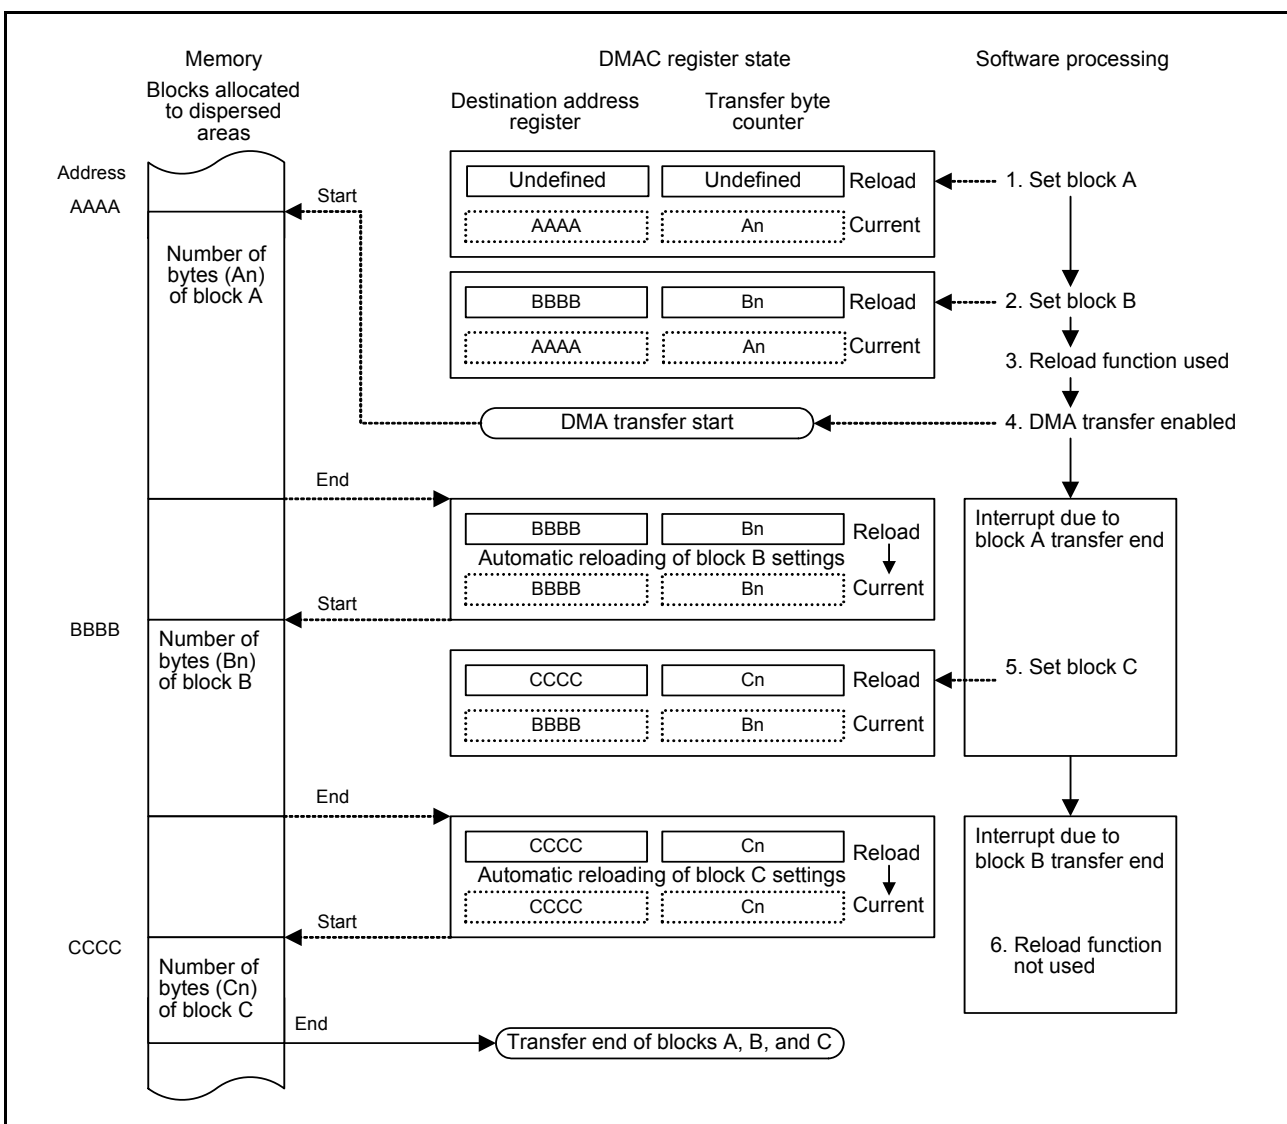 Memory
DMAC register state
Software processing
Blocks allocated
to dispersed
areas
Destination address
register
Transfer byte
counter
Address
AAAA
Start
Undefined
Undefined
Reload
1. Set block A
AAAA
An
Current
Number of
bytes (An)
of block A
BBBB
Bn
Reload
2. Set block B
AAAA
An
Current
3. Reload function used
DMA transfer start
4. DMA transfer enabled
End
BBBB
Bn
Reload
Automatic reloading of block B settings
BBBB
Bn
Current
Interrupt due to
block A transfer end
Start
BBBB
Number of
bytes (Bn)
of block B
CCCC
Cn
Reload
5. Set block C
BBBB
Bn
Current
End
CCCC
Cn
Reload
Automatic reloading of block C settings
CCCC
Cn
Current
Interrupt due to
block B transfer end
Start
CCCC
6. Reload function
not used
Number of
bytes (Cn)
of block C
End
Transfer end of blocks A, B, and C